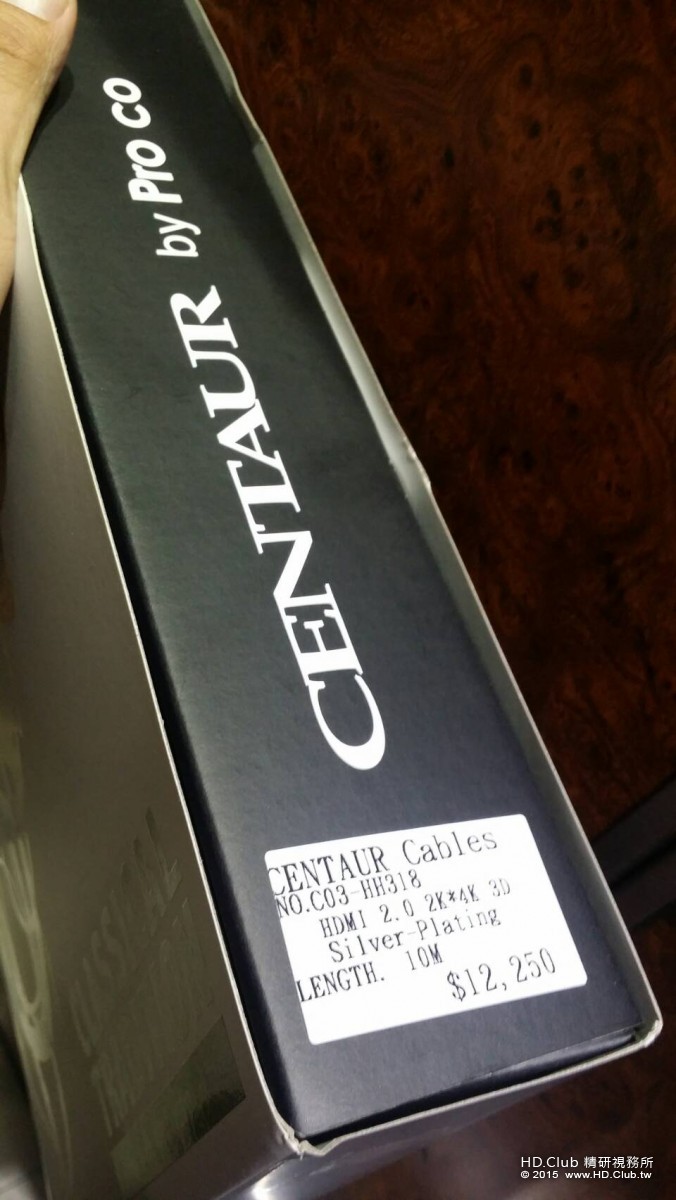 CENTAUR by Pro co
CENTAUR Cables
NO.C03-HH318
HDMI 2.0 2K*4K 3D
Silver-Plating
LENGTH. 10M
$12,250
HD.Club 精研視務所
© 2015 www.HD.Club.tw